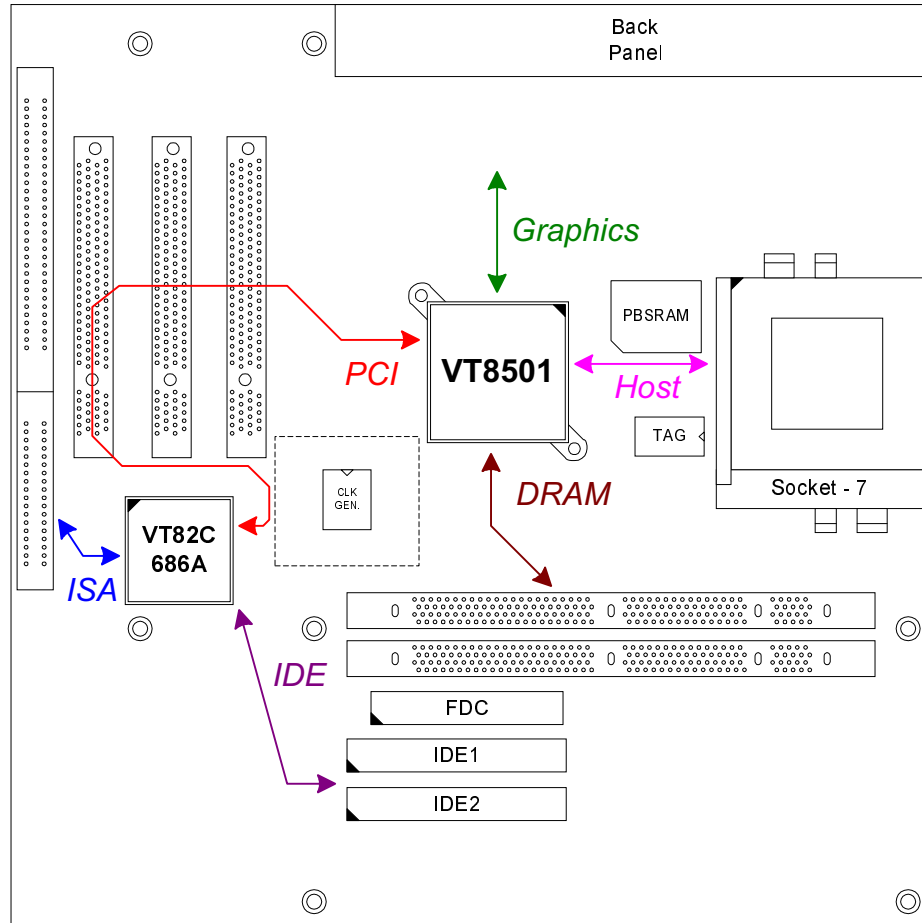 Back
Panel
Graphics
PBSRAM
PCI
VT8501
Host
TAG
CLK
GEN.
DRAM
Socket - 7
VT82C
686A
ISA
IDE
FDC
IDE1
IDE2